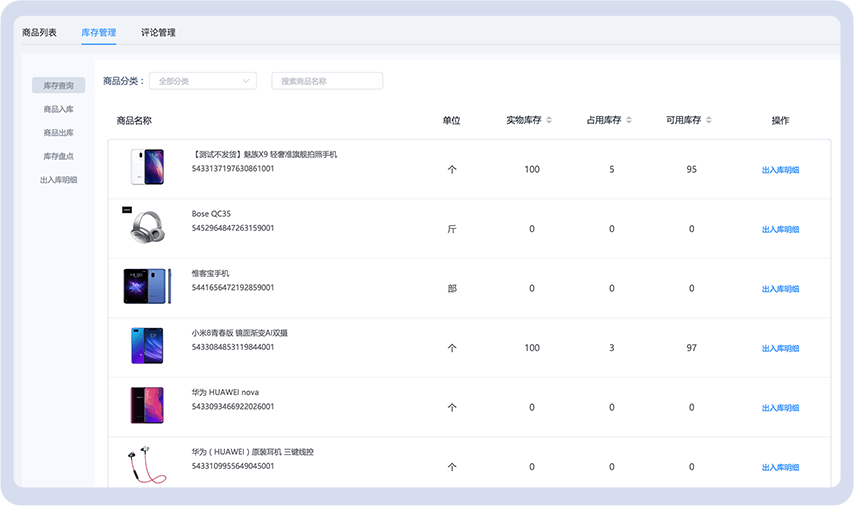 商品列表 库存管理 评论管理
库存查询
商品入库
商品出库
库存盘点
出入库明细
商品分类： 全部分类 搜索商品名称
商品名称 单位 实物库存 占用库存 可用库存 操作
【测试不发货】魅族X9 轻奢准旗舰拍照手机
5433137197630861001
个 100 5 95 出入库明细
Bose QC35
5452964847263159001
斤 0 0 0 出入库明细
惟客宝手机
5441656472192859001
部 0 0 0 出入库明细
小米8青春版 镜面渐变AI双摄
5433084853119844001
个 100 3 97 出入库明细
华为 HUAWEI nova
5433093466922026001
个 0 0 0 出入库明细
华为（HUAWEI）原装耳机 三键线控
5433109955649045001
个 0 0 0 出入库明细